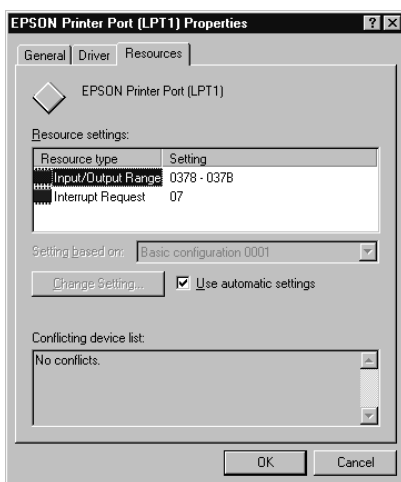 EPSON Printer Port (LPT1) Properties
General Driver Resources
EPSON Printer Port (LPT1)
Resource settings:
Resource type Setting
Input/Output Range 0378 - 037B
Interrupt Request 07
Setting based on: Basic configuration 0001
Change Setting... Use automatic settings
Conflicting device list:
No conflicts.
OK Cancel